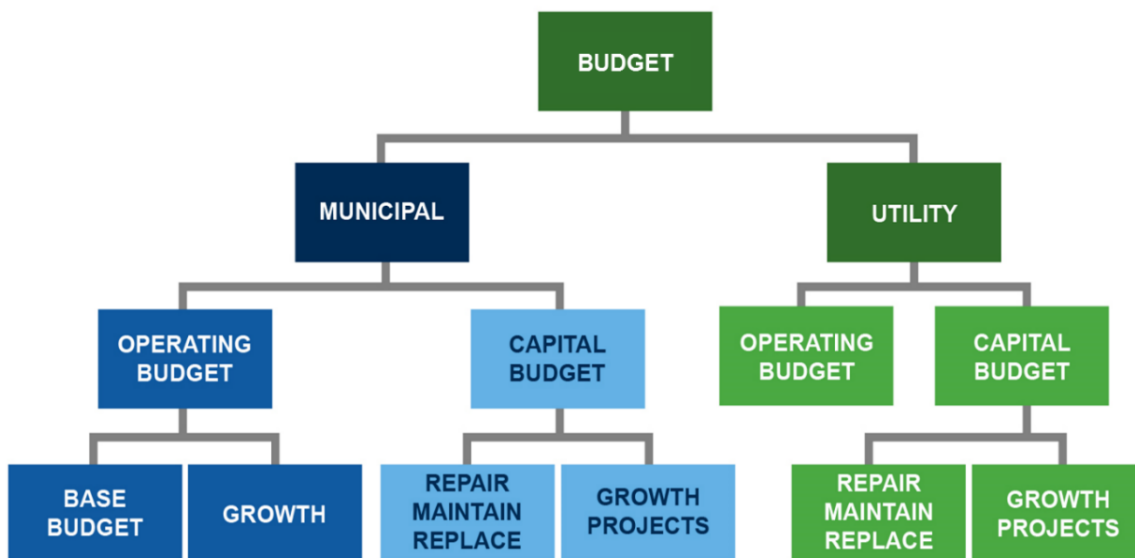 BUDGET
MUNICIPAL
UTILITY
OPERATING
BUDGET
CAPITAL
BUDGET
OPERATING
BUDGET
CAPITAL
BUDGET
BASE
BUDGET
GROWTH
REPAIR
MAINTAIN
REPLACE
GROWTH
PROJECTS
REPAIR
MAINTAIN
REPLACE
GROWTH
PROJECTS